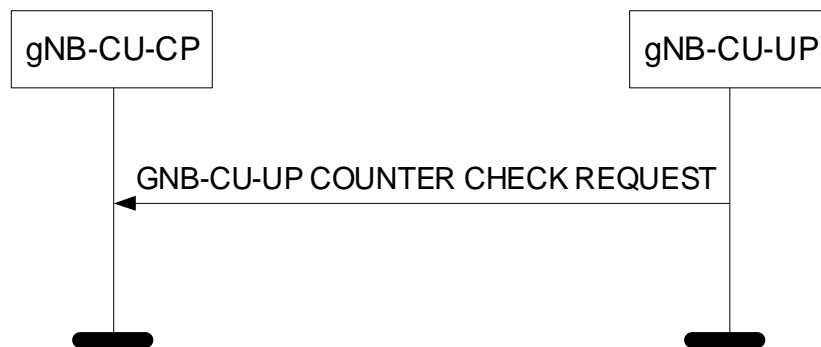 gNB-CU-CP
gNB-CU-UP
GNB-CU-UP COUNTER CHECK REQUEST